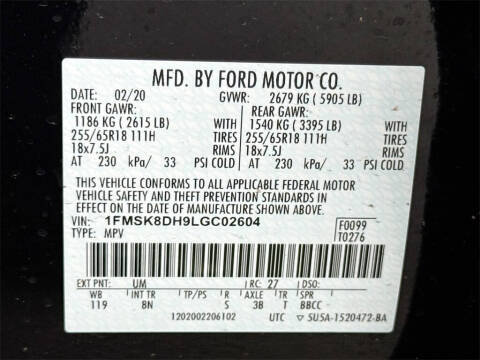 MFD. BY FORD MOTOR CO.
DATE: 02/20 GVWR: 2679 KG ( 5905 LB)
FRONT GAWR: REAR GAWR:
1186 KG ( 2615 LB) WITH 1540 KG ( 3395 LB) WITH
255/65R18 111H TIRES 255/65R18 111H TIRES
18x7.5J RIMS 18x7.5J RIMS
AT 230 kPa/ 33 PSI COLD AT 230 kPa/ 33 PSI COLD
THIS VEHICLE CONFORMS TO ALL APPLICABLE FEDERAL MOTOR
VEHICLE SAFETY AND THEFT PREVENTION STANDARDS IN
EFFECT ON THE DATE OF MANUFACTURE SHOWN ABOVE.
VIN: 1FMSK8DH9LGC02604 F0099
TYPE: MPV T0276
EXT PNT: UM RC: 27 DSO:
WB INT TR TP/PS R AXLE TR SPR
119 8N S 3B T BBCC
1202002206102 UTC 5U5A-1520472-BA